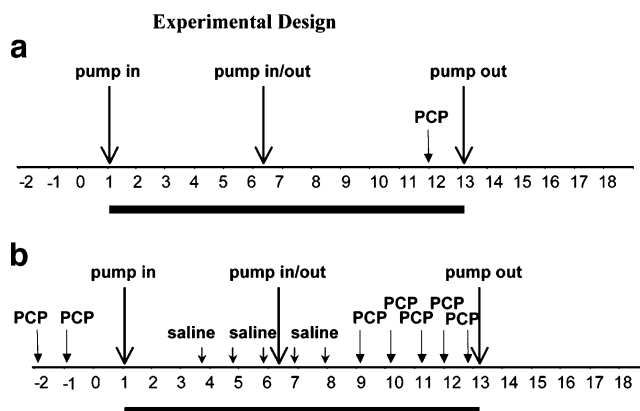 Experimental Design
a
pump in pump in/out pump out
PCP
-2 -1 0 1 2 3 4 5 6 7 8 9 10 11 12 13 14 15 16 17 18
b
pump in pump in/out pump out
PCP PCP PCP PCP
saline saline saline PCP PCP PCP
-2 -1 0 1 2 3 4 5 6 7 8 9 10 11 12 13 14 15 16 17 18